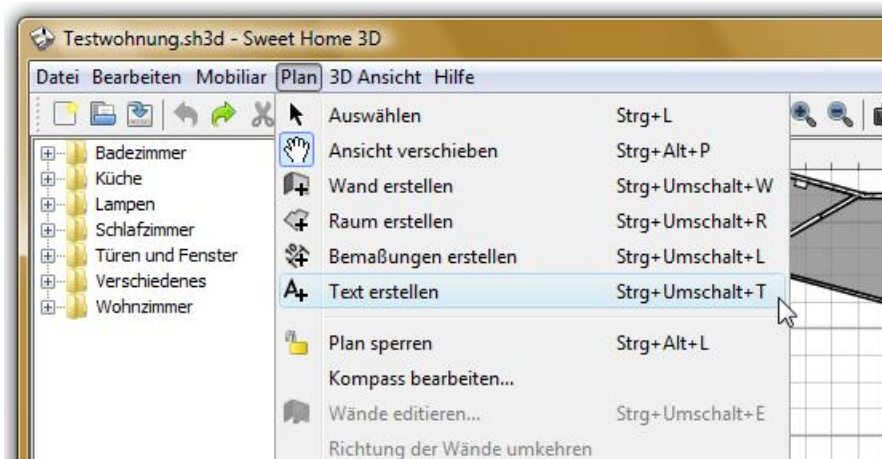 Testwohnung.sh3d - Sweet Home 3D
Datei Bearbeiten Mobiliar Plan 3D Ansicht Hilfe
Auswählen Strg+L
Ansicht verschieben Strg+Alt+P
Wand erstellen Strg+Umschalt+W
Raum erstellen Strg+Umschalt+R
Bemaßungen erstellen Strg+Umschalt+L
Text erstellen Strg+Umschalt+T
Plan sperren Strg+Alt+L
Kompass bearbeiten...
Wände editieren... Strg+Umschalt+E
Richtung der Wände umkehren
Badezimmer
Küche
Lampen
Schlafzimmer
Türen und Fenster
Verschiedenes
Wohnzimmer